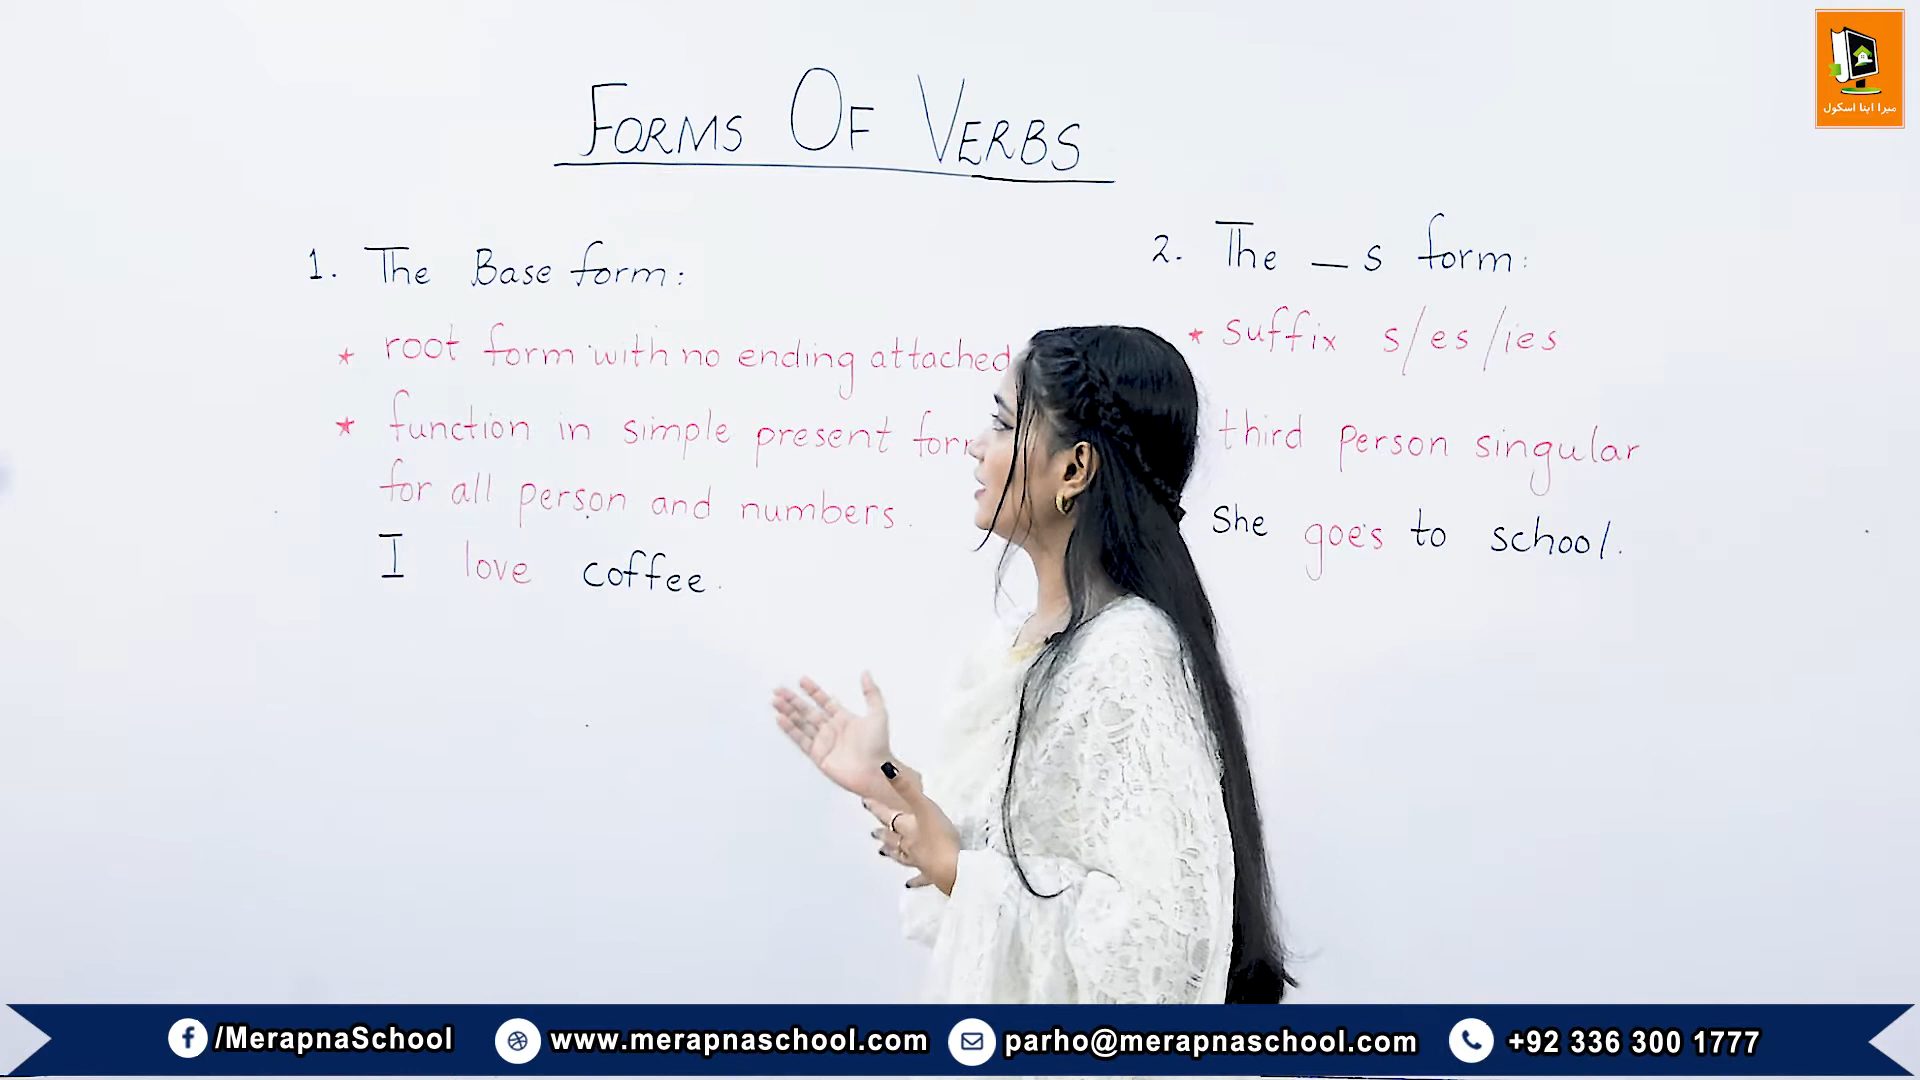 FORMS OF VERBS
1. The Base form:
* root form with no ending attached
* function in simple present
for all person and numbers.
I love coffee.
2. The _ s form:
* suffix s/es/ies
third person singular
She goes to school.
میرا اپنا اسکول
/MerapnaSchool
www.merapnaschool.com
parho@merapnaschool.com
+92 336 300 1777